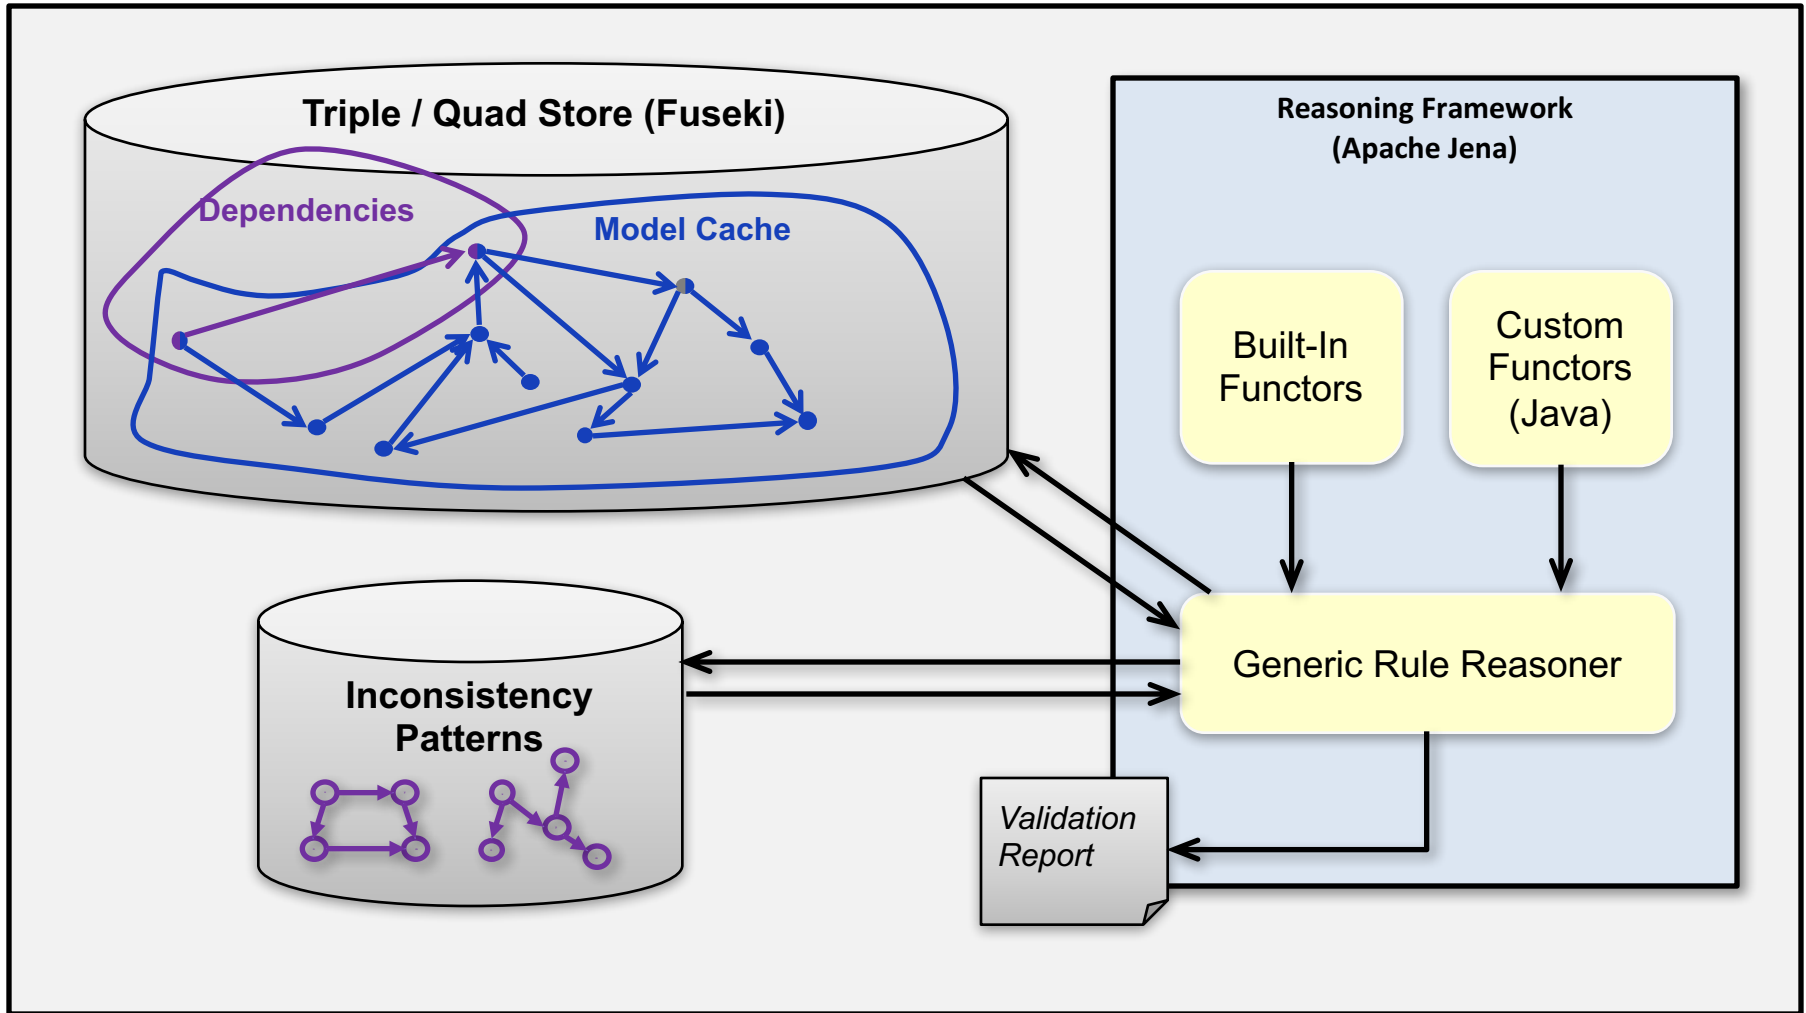 Triple / Quad Store (Fuseki)
Dependencies
Model Cache
Reasoning Framework
(Apache Jena)
Built-In
Functors
Custom
Functors
(Java)
Generic Rule Reasoner
Inconsistency
Patterns
Validation
Report